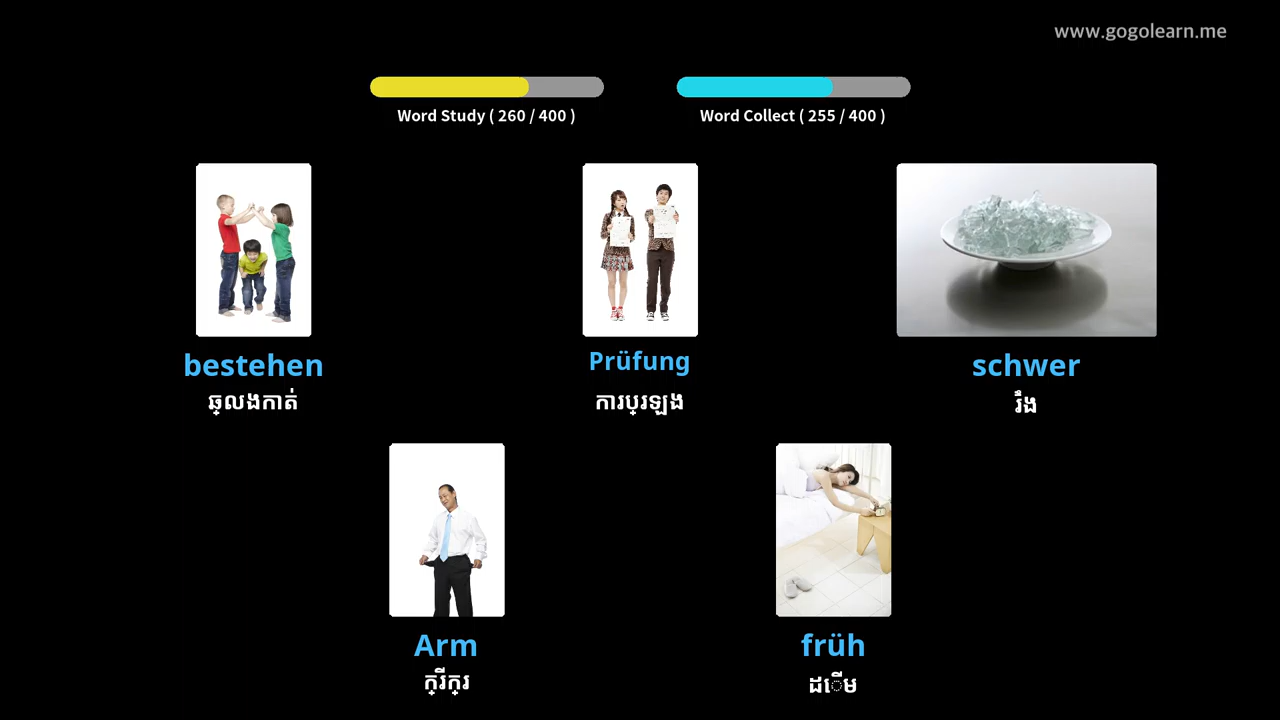 www.gogolearn.me
Word Study ( 260 / 400 )
Word Collect ( 255 / 400 )
bestehen
ឆ្លងកាត់
Prüfung
ការប្រឡង
schwer
រឹង
Arm
ក្រីក្រ
früh
ដើម